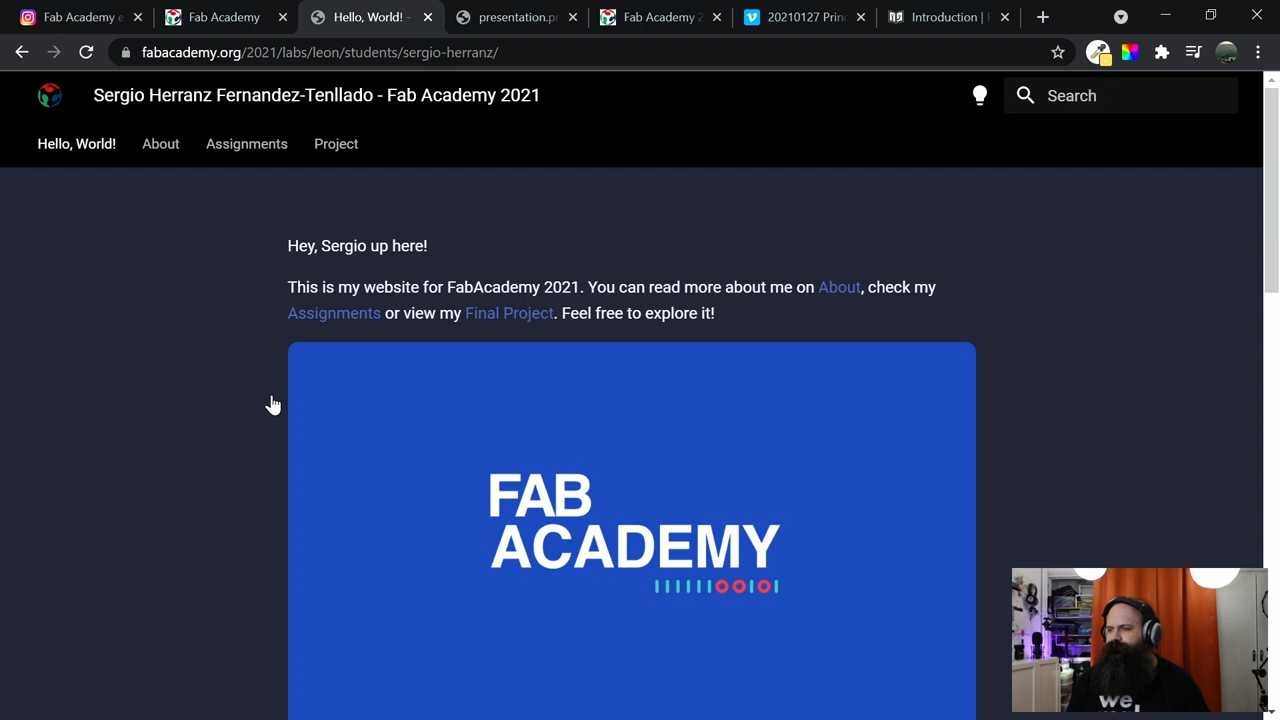 Fab Academy e
Fab Academy
Hello, World! -
presentation.pr
Fab Academy 2
20210127 Princ
Introduction | F
fabacademy.org/2021/labs/leon/students/sergio-herranz/
Sergio Herranz Fernandez-Tenllado - Fab Academy 2021
Search
Hello, World!
About
Assignments
Project
Hey, Sergio up here!
This is my website for FabAcademy 2021. You can read more about me on About, check my
Assignments or view my Final Project. Feel free to explore it!
FAB
ACADEMY
we